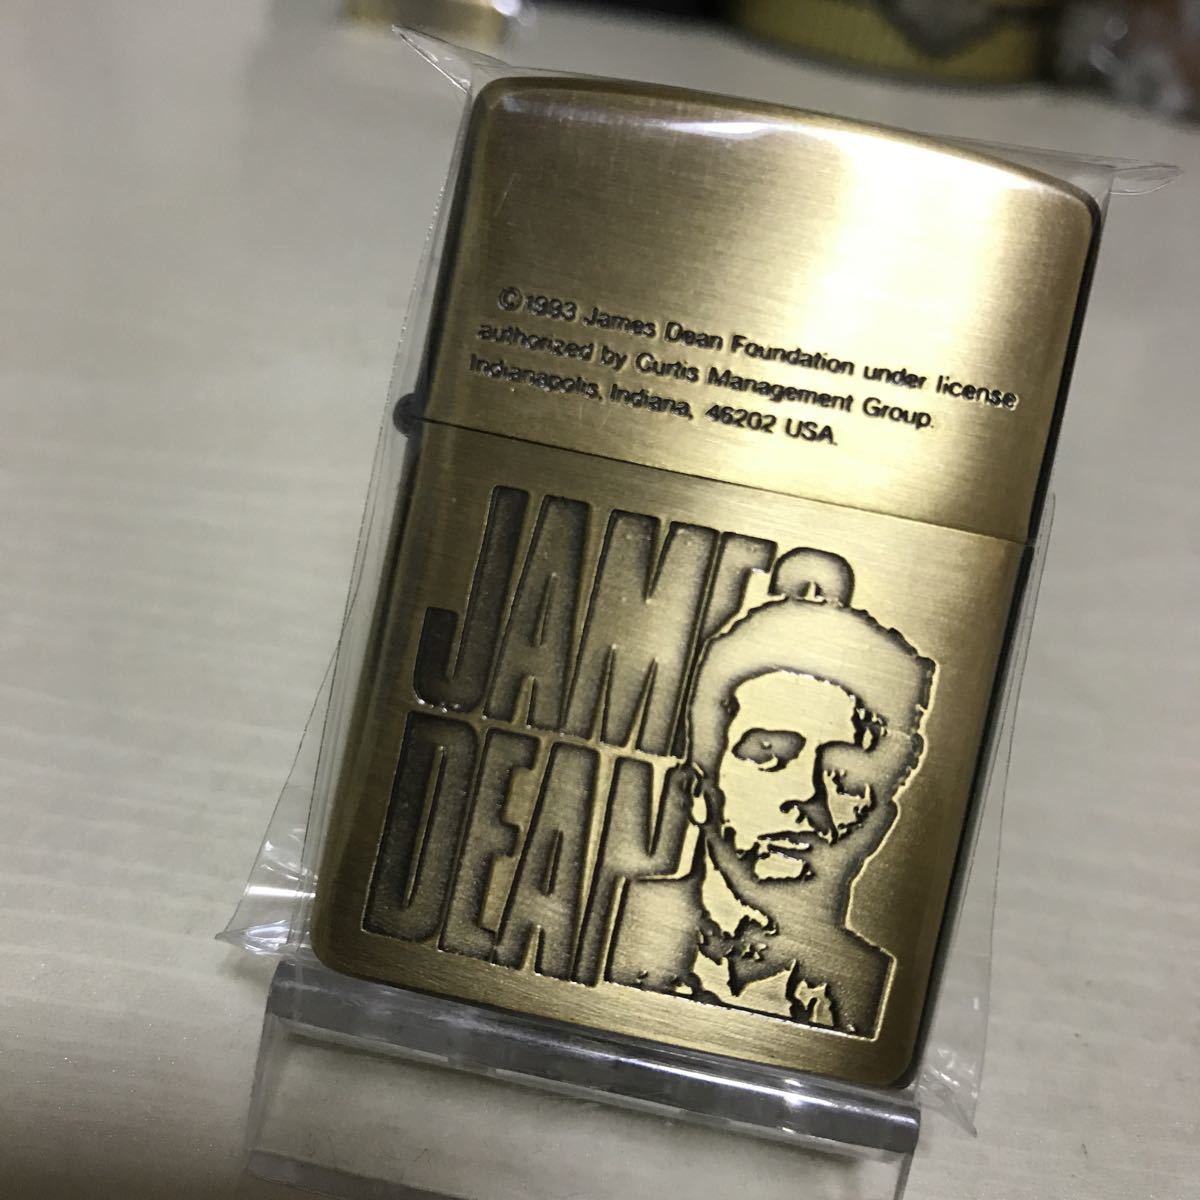 ©1993 James Dean Foundation under license
authorized by Curtis Management Group.
Indianapolis, Indiana, 46202 USA.
JAMES
DEAN